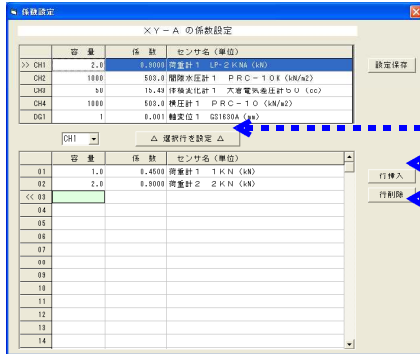 係数設定
ＸＹ－Ａ の係数設定
容 量 係 数 センサ名 (単位)
>> CH1 2.0 0.9000 荷重計１ LP-２KNA (kN)
CH2 1000 503.0 間隙水圧計１ ＰＲＣ－１０Ｋ (kN/m2)
CH3 50 15.49 体積変化計１ 大倉電気差圧計５０ (cc)
CH4 1000 503.0 横圧計１ ＰＲＣ－１０ (kN/m2)
DG1 1 0.001 軸変位１ GS1630A (mm)
設定保存
CH1 △ 選択行を設定 △
容 量 係 数 センサ名 (単位)
01 1.0 0.4500 荷重計１ １ＫＮ (kN)
02 2.0 0.9000 荷重計２ ２ＫＮ (kN)
<< 03
04
05
06
07
08
09
10
11
12
13
14
行挿入
行削除